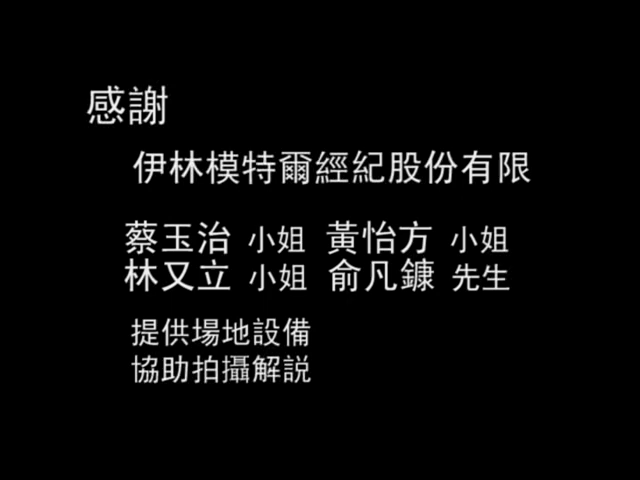 感謝
伊林模特爾經紀股份有限
蔡玉治 小姐 黃怡方 小姐
林又立 小姐 俞凡鏮 先生
提供場地設備
協助拍攝解說